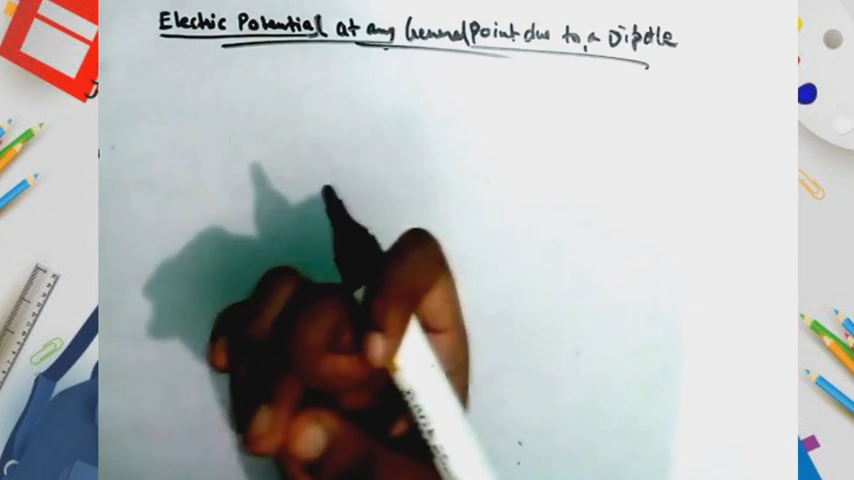 Electric Potential at any General Point due to a Dipole